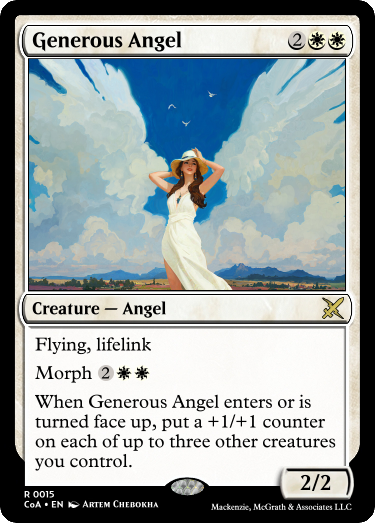 Generous Angel 2
Creature — Angel
Flying, lifelink
Morph 2
When Generous Angel enters or is
turned face up, put a +1/+1 counter
on each of up to three other creatures
you control.
2/2
R 0015
CoA • EN Artem Chebokha
Mackenzie, McGrath & Associates LLC